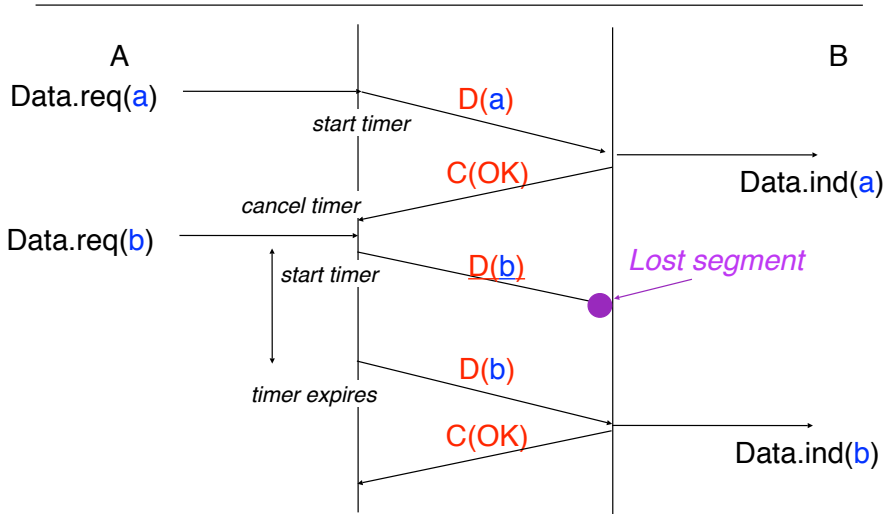 A
B
Data.req(a)
D(a)
start timer
C(OK)
Data.ind(a)
cancel timer
Data.req(b)
start timer
D(b)
Lost segment
D(b)
timer expires
C(OK)
Data.ind(b)